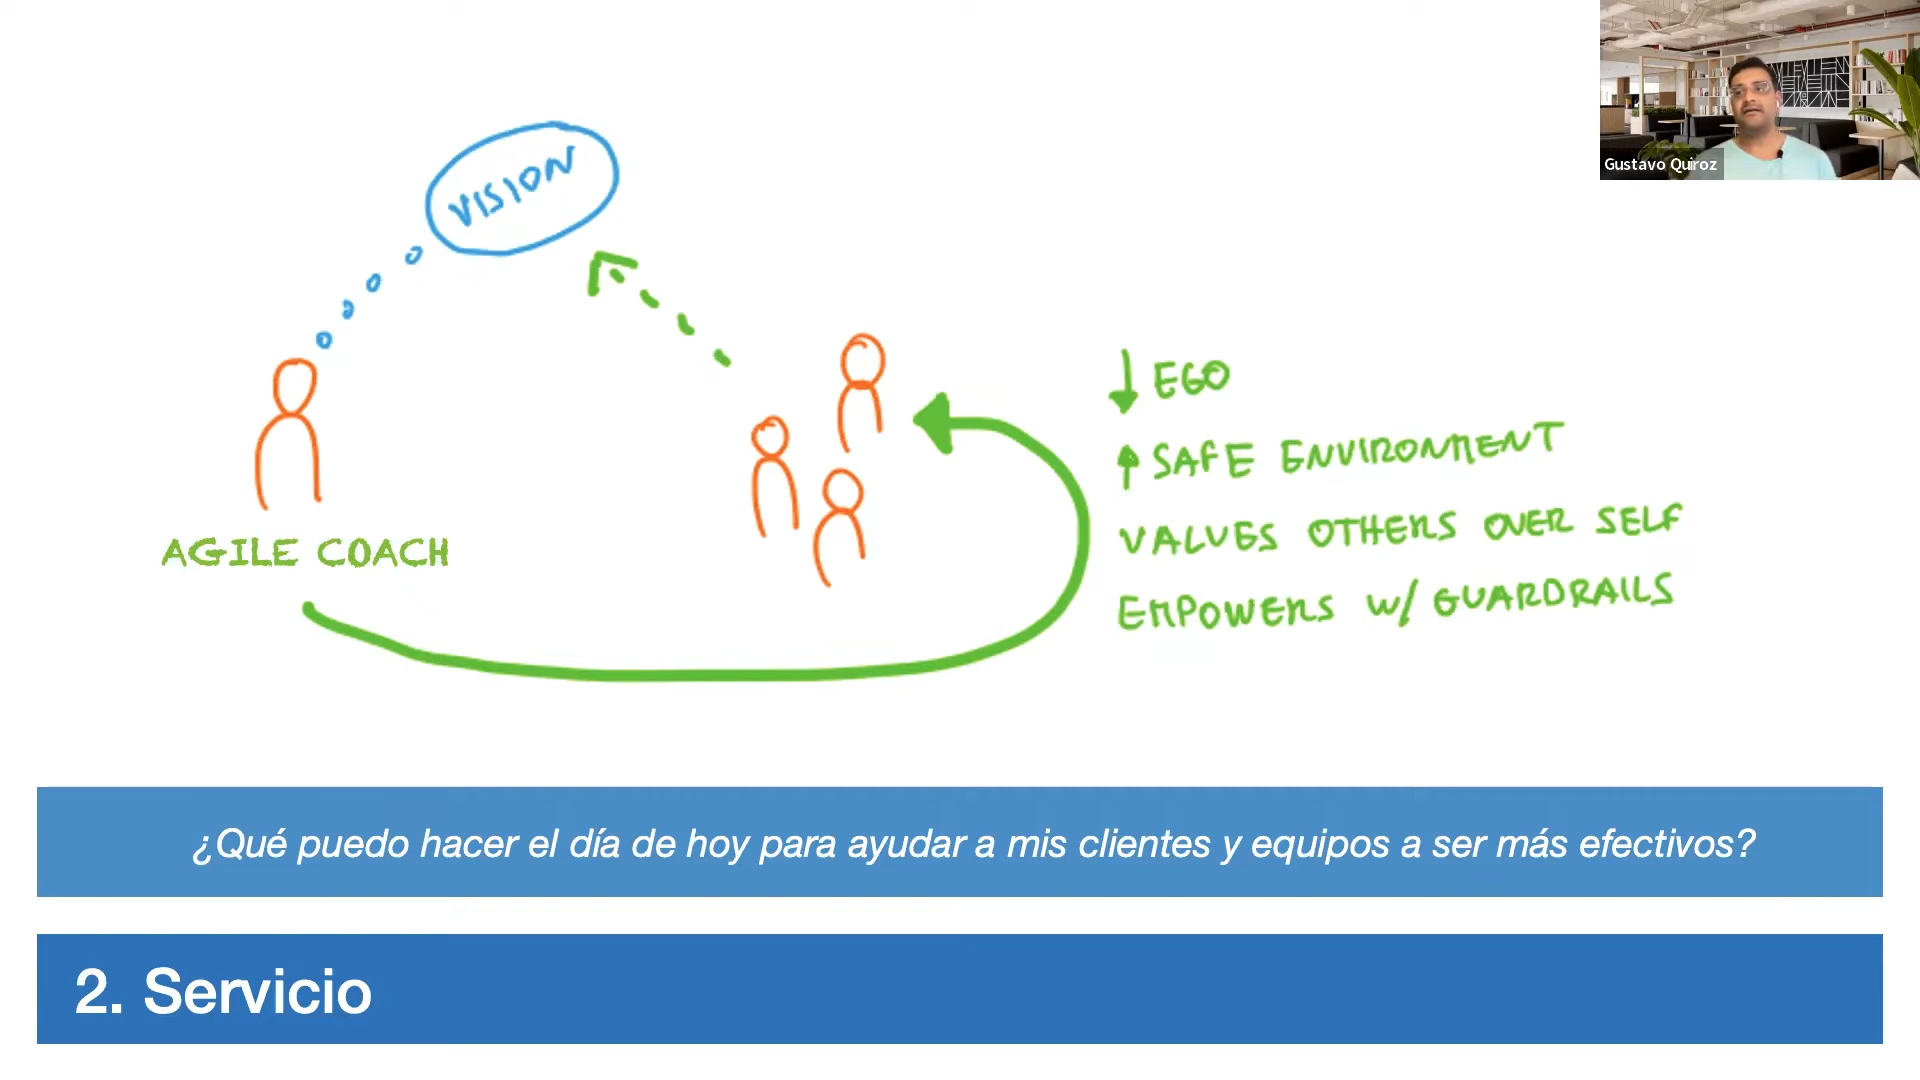 Gustavo Quiroz
VISION
↓ EGO
↑ SAFE ENVIRONMENT
VALUES OTHERS OVER SELF
EMPOWERS W/ GUARDRAILS
AGILE COACH
¿Qué puedo hacer el día de hoy para ayudar a mis clientes y equipos a ser más efectivos?
2. Servicio